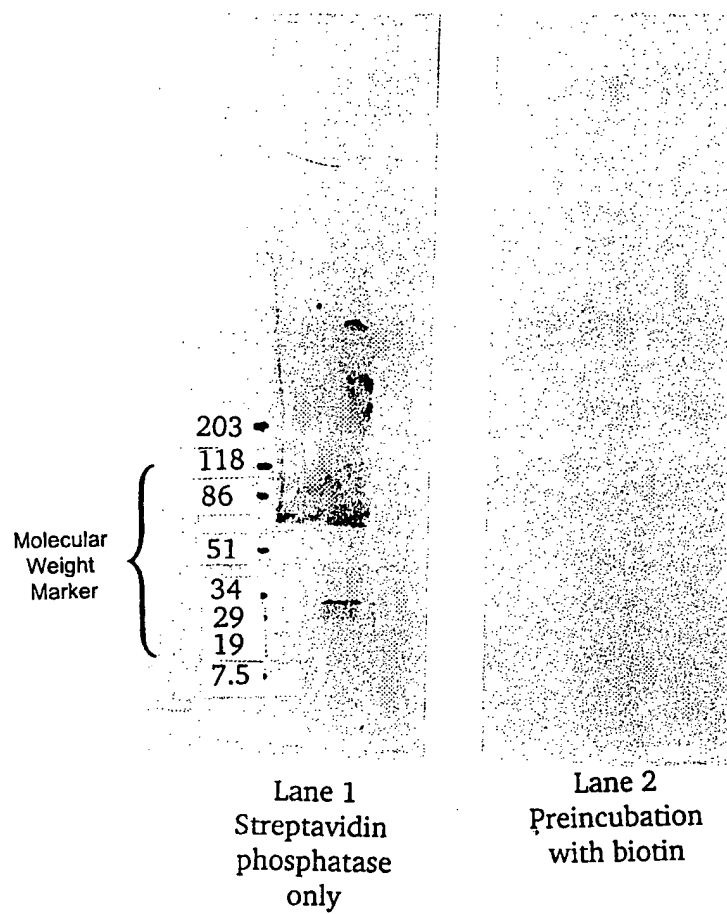 203
118
86
51
34
29
19
7.5
Molecular
Weight
Marker
Lane 1
Streptavidin
phosphatase
only
Lane 2
Preincubation
with biotin